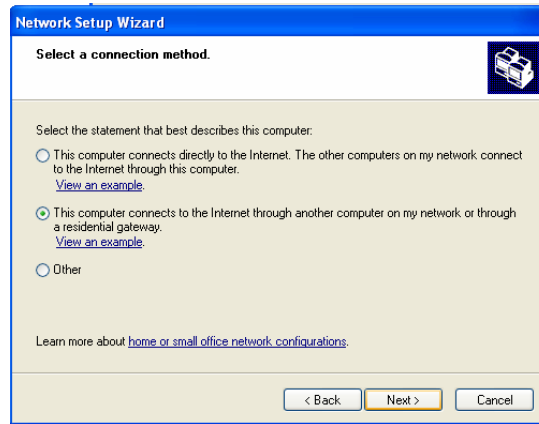 Network Setup Wizard
Select a connection method.
Select the statement that best describes this computer:
This computer connects directly to the Internet. The other computers on my network connect
to the Internet through this computer.
View an example.
This computer connects to the Internet through another computer on my network or through
a residential gateway.
View an example.
Other
Learn more about home or small office network configurations.
< Back Next > Cancel